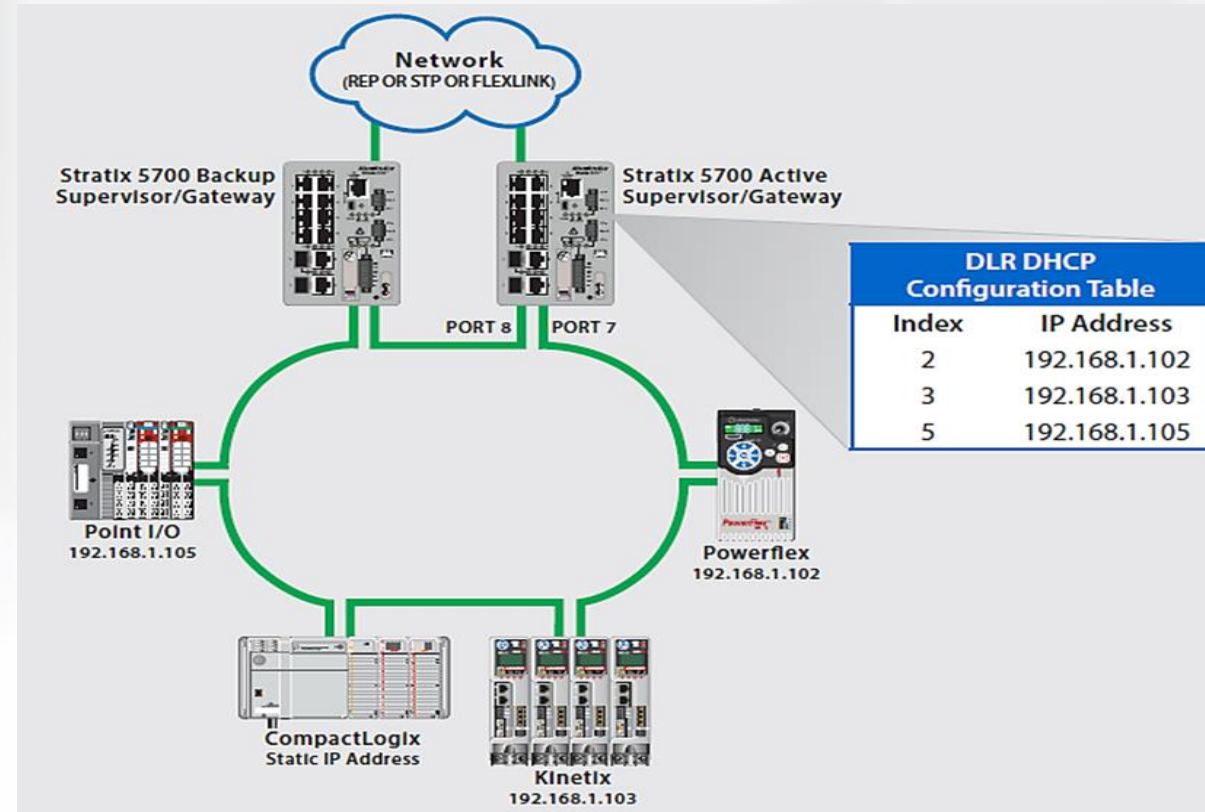 Network
(REP OR STP OR FLEXLINK)
Stratix 5700 Backup
Supervisor/Gateway
Stratix 5700 Active
Supervisor/Gateway
DLR DHCP
Configuration Table
Index IP Address
2 192.168.1.102
3 192.168.1.103
5 192.168.1.105
PORT 8 PORT 7
Point I/O
192.168.1.105
PowerFlex
Powerflex
192.168.1.102
CompactLogix
Static IP Address
Kinetix
192.168.1.103